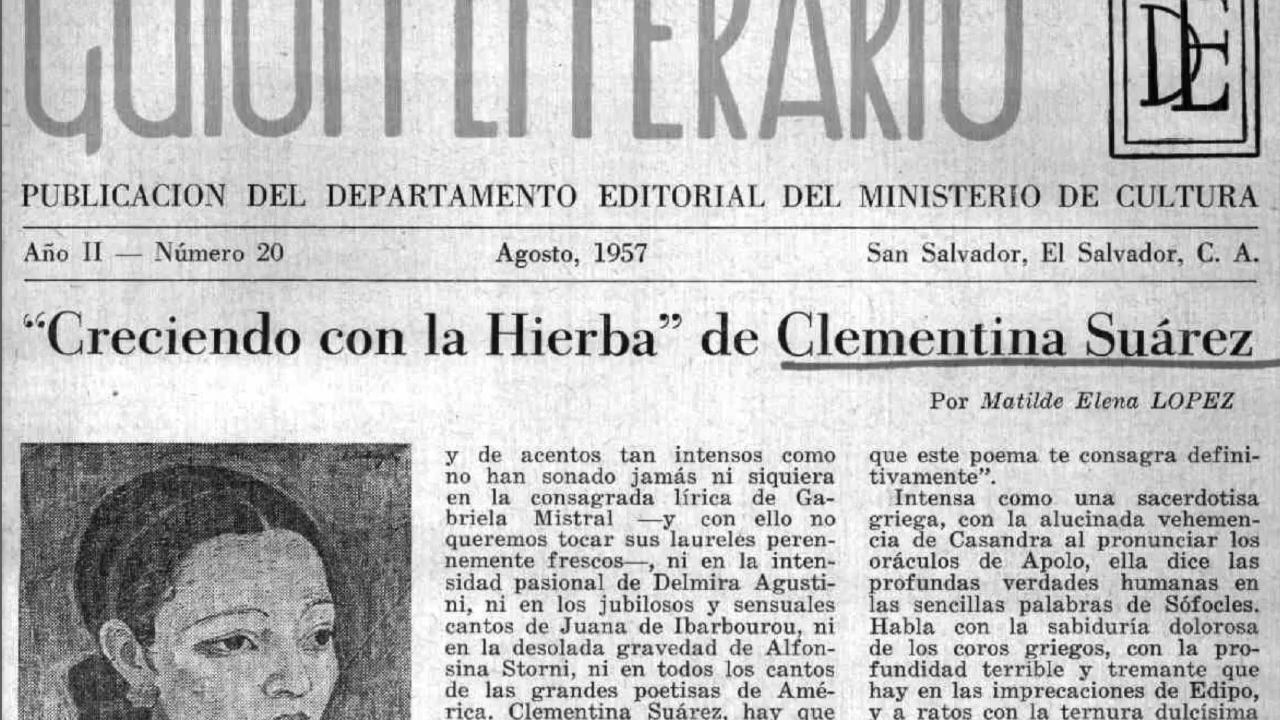 GUION LITERARIO
DE
PUBLICACION DEL DEPARTAMENTO EDITORIAL DEL MINISTERIO DE CULTURA
Año II — Número 20
Agosto, 1957
San Salvador, El Salvador, C. A.
“Creciendo con la Hierba” de Clementina Suárez
Por Matilde Elena LOPEZ
y de acentos tan intensos como
no han sonado jamás ni siquiera
en la consagrada lírica de Ga-
briela Mistral —y con ello no
queremos tocar sus laureles peren-
nemente frescos—, ni en la inten-
sidad pasional de Delmira Agusti-
ni, ni en los jubilosos y sensuales
cantos de Juana de Ibarbourou, ni
en la desolada gravedad de Alfon-
sina Storni, ni en todos los cantos
de las grandes poetisas de Amé-
rica. Clementina Suárez, hay que
que este poema te consagra defini-
tivamente”.
Intensa como una sacerdotisa
griega, con la alucinada vehemen-
cia de Casandra al pronunciar los
oráculos de Apolo, ella dice las
profundas verdades humanas en
las sencillas palabras de Sófocles.
Habla con la sabiduría dolorosa
de los coros griegos, con la pro-
fundidad terrible y tremante que
hay en las imprecaciones de Edipo,
y a ratos con la ternura dulcísima